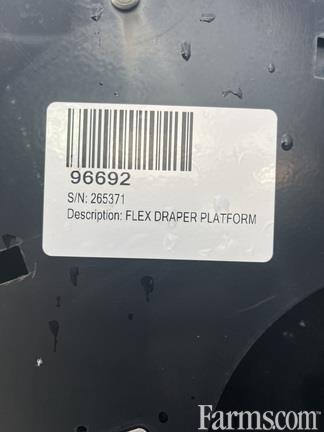 96692
S/N: 265371
Description: FLEX DRAPER PLATFORM
Farms.com